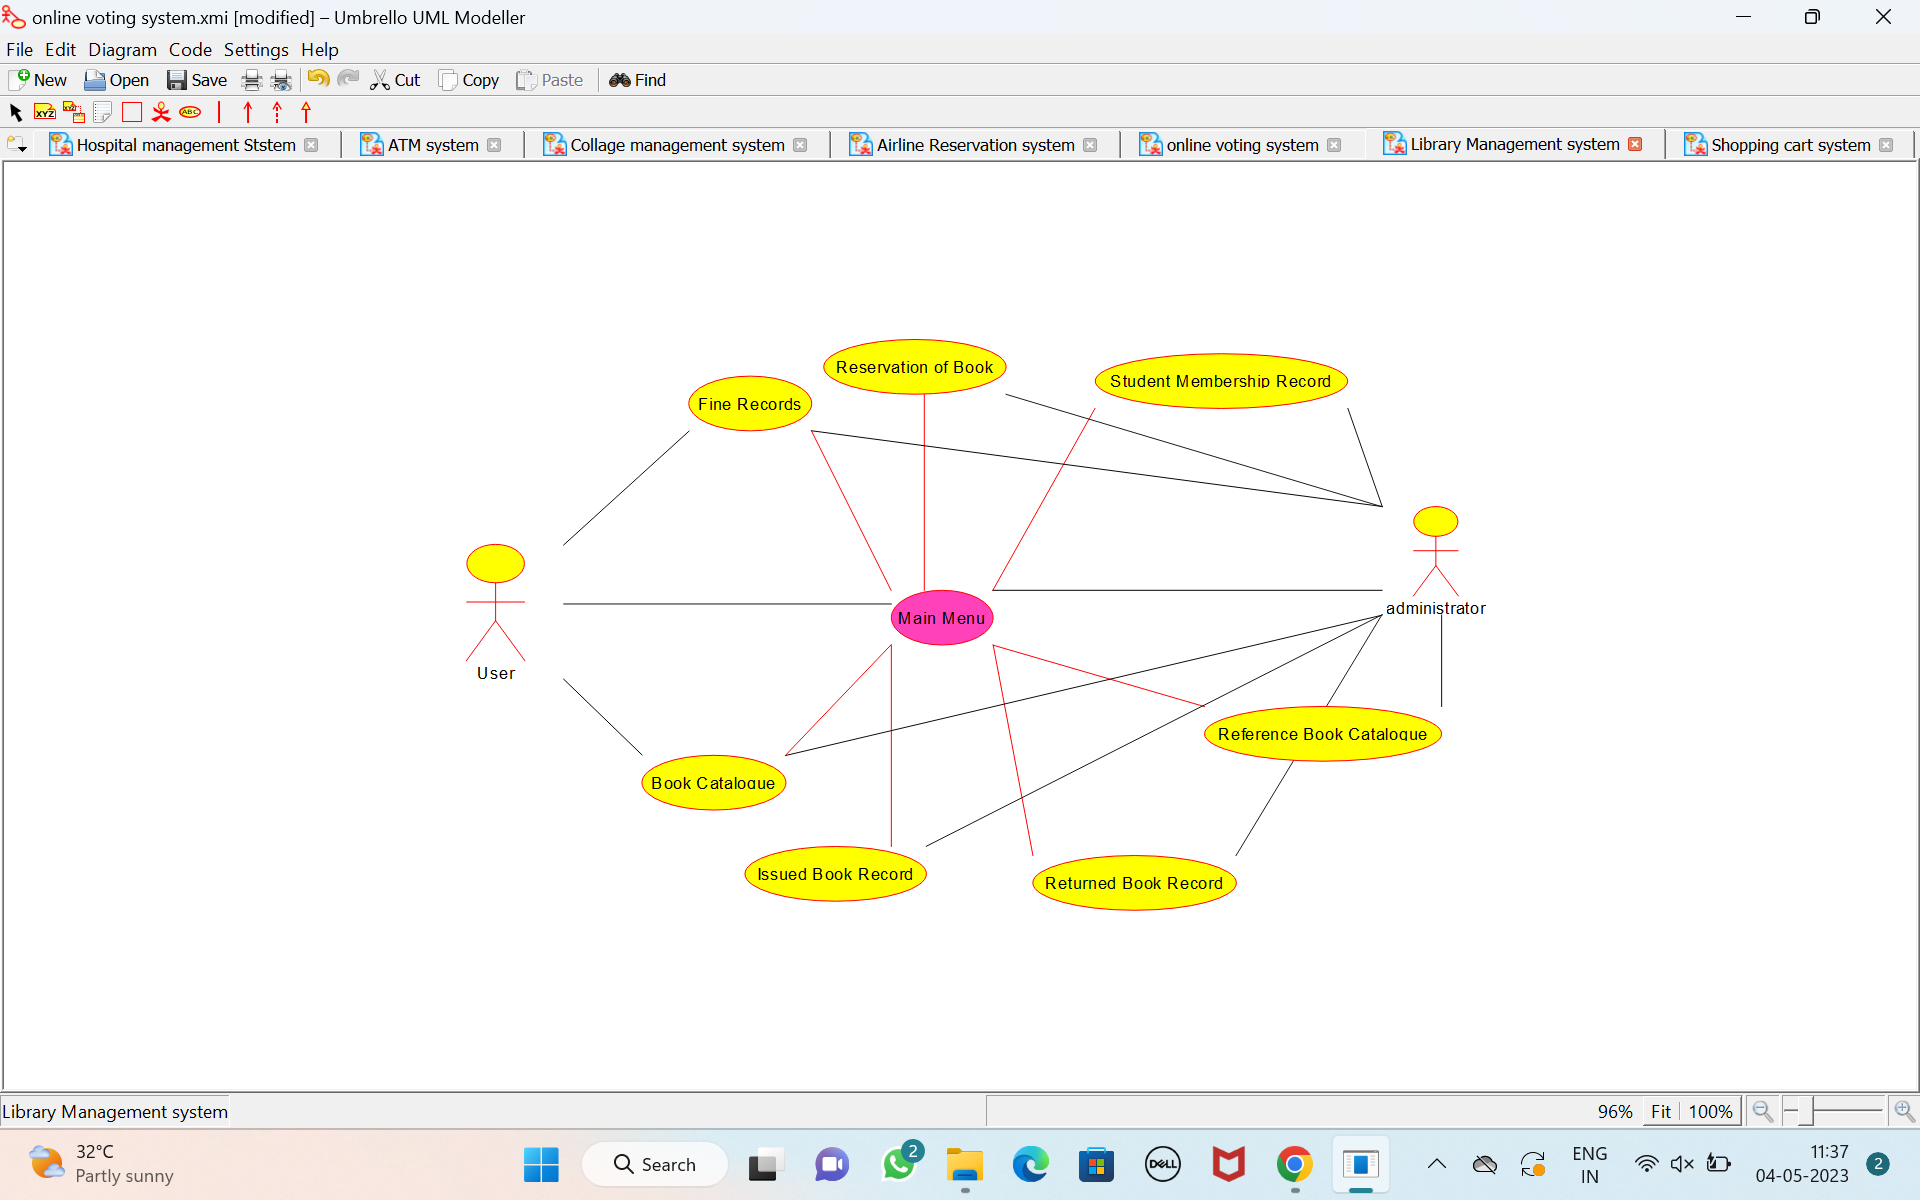 online voting system.xmi [modified] – Umbrello UML Modeller
File Edit Diagram Code Settings Help
New Open Save Cut Copy Paste Find
XYZ XYZ ABC
Hospital management Ststem ATM system Collage management system Airline Reservation system online voting system Library Management system Shopping cart system
Reservation of Book
Student Membership Record
Fine Records
administrator
Main Menu
User
Reference Book Catalogue
Book Catalogue
Issued Book Record
Returned Book Record
Library Management system 96% Fit 100%
32°C
Partly sunny
Search
2
DELL
ENG
IN
11:37
04-05-2023
2